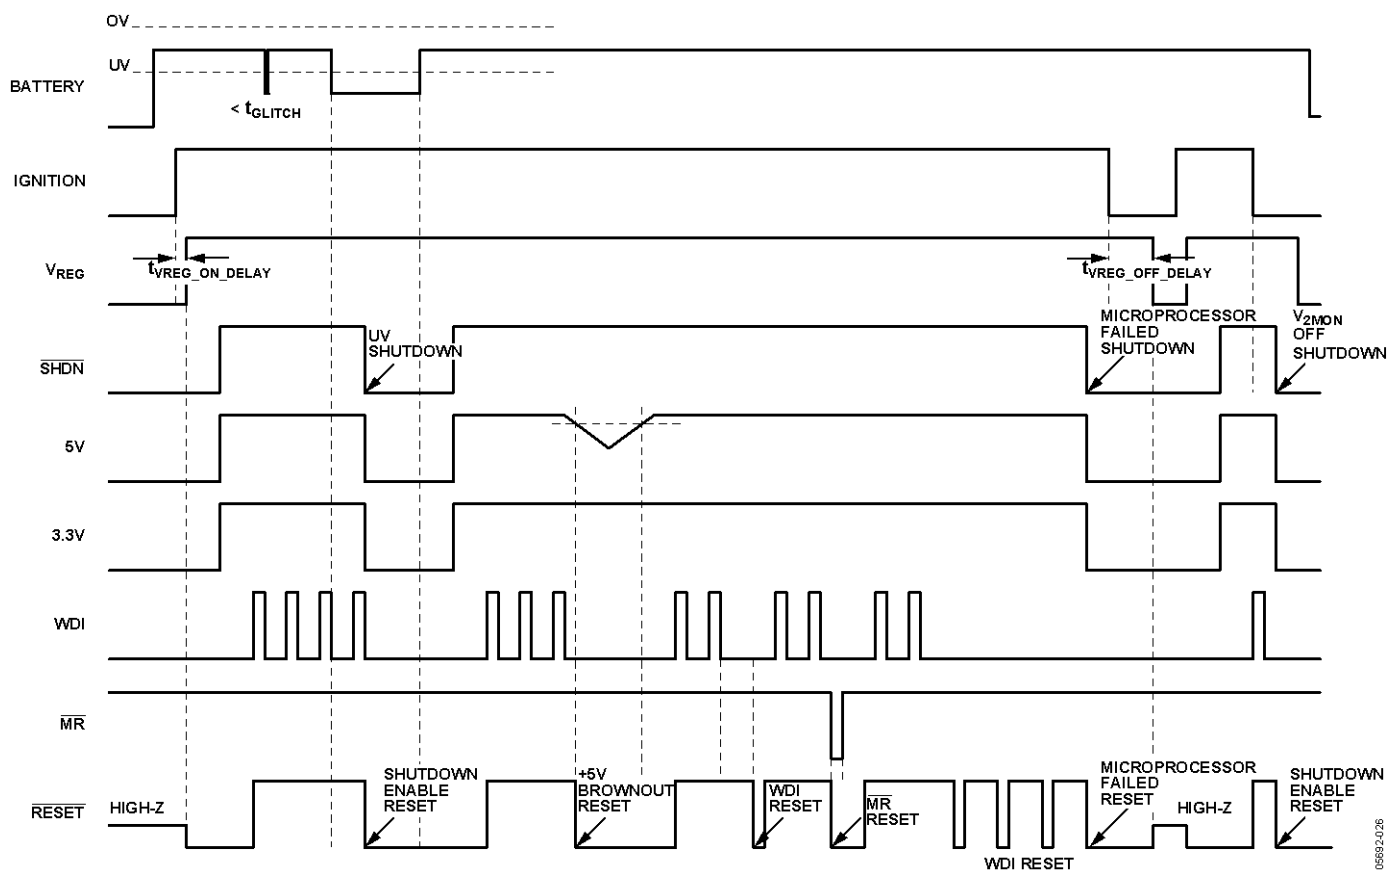 OV
UV
BATTERY
< tGLITCH
IGNITION
VREG
tVREG_ON_DELAY
tVREG_OFF_DELAY
SHDN
UV
SHUTDOWN
MICROPROCESSOR
FAILED
SHUTDOWN
V2MON
OFF
SHUTDOWN
5V
3.3V
WDI
MR
RESET
HIGH-Z
SHUTDOWN
ENABLE
RESET
+5V
BROWNOUT
RESET
WDI
RESET
MR
RESET
WDI RESET
MICROPROCESSOR
FAILED
RESET
HIGH-Z
SHUTDOWN
ENABLE
RESET
05692-026